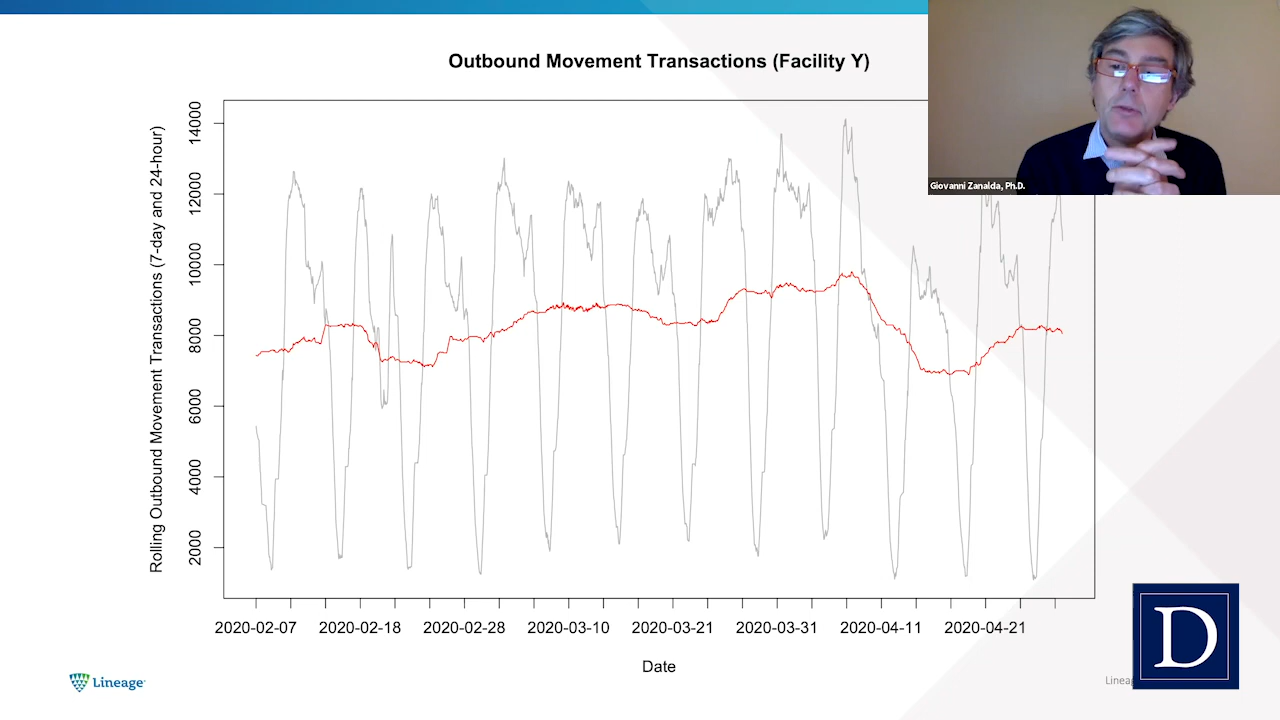 Outbound Movement Transactions (Facility Y)
Giovanni Zanalda, Ph.D.
Rolling Outbound Movement Transactions (7-day and 24-hour)
14000
12000
10000
8000
6000
4000
2000
2020-02-07 2020-02-18 2020-02-28 2020-03-10 2020-03-21 2020-03-31 2020-04-11 2020-04-21
Date
Lineage
D